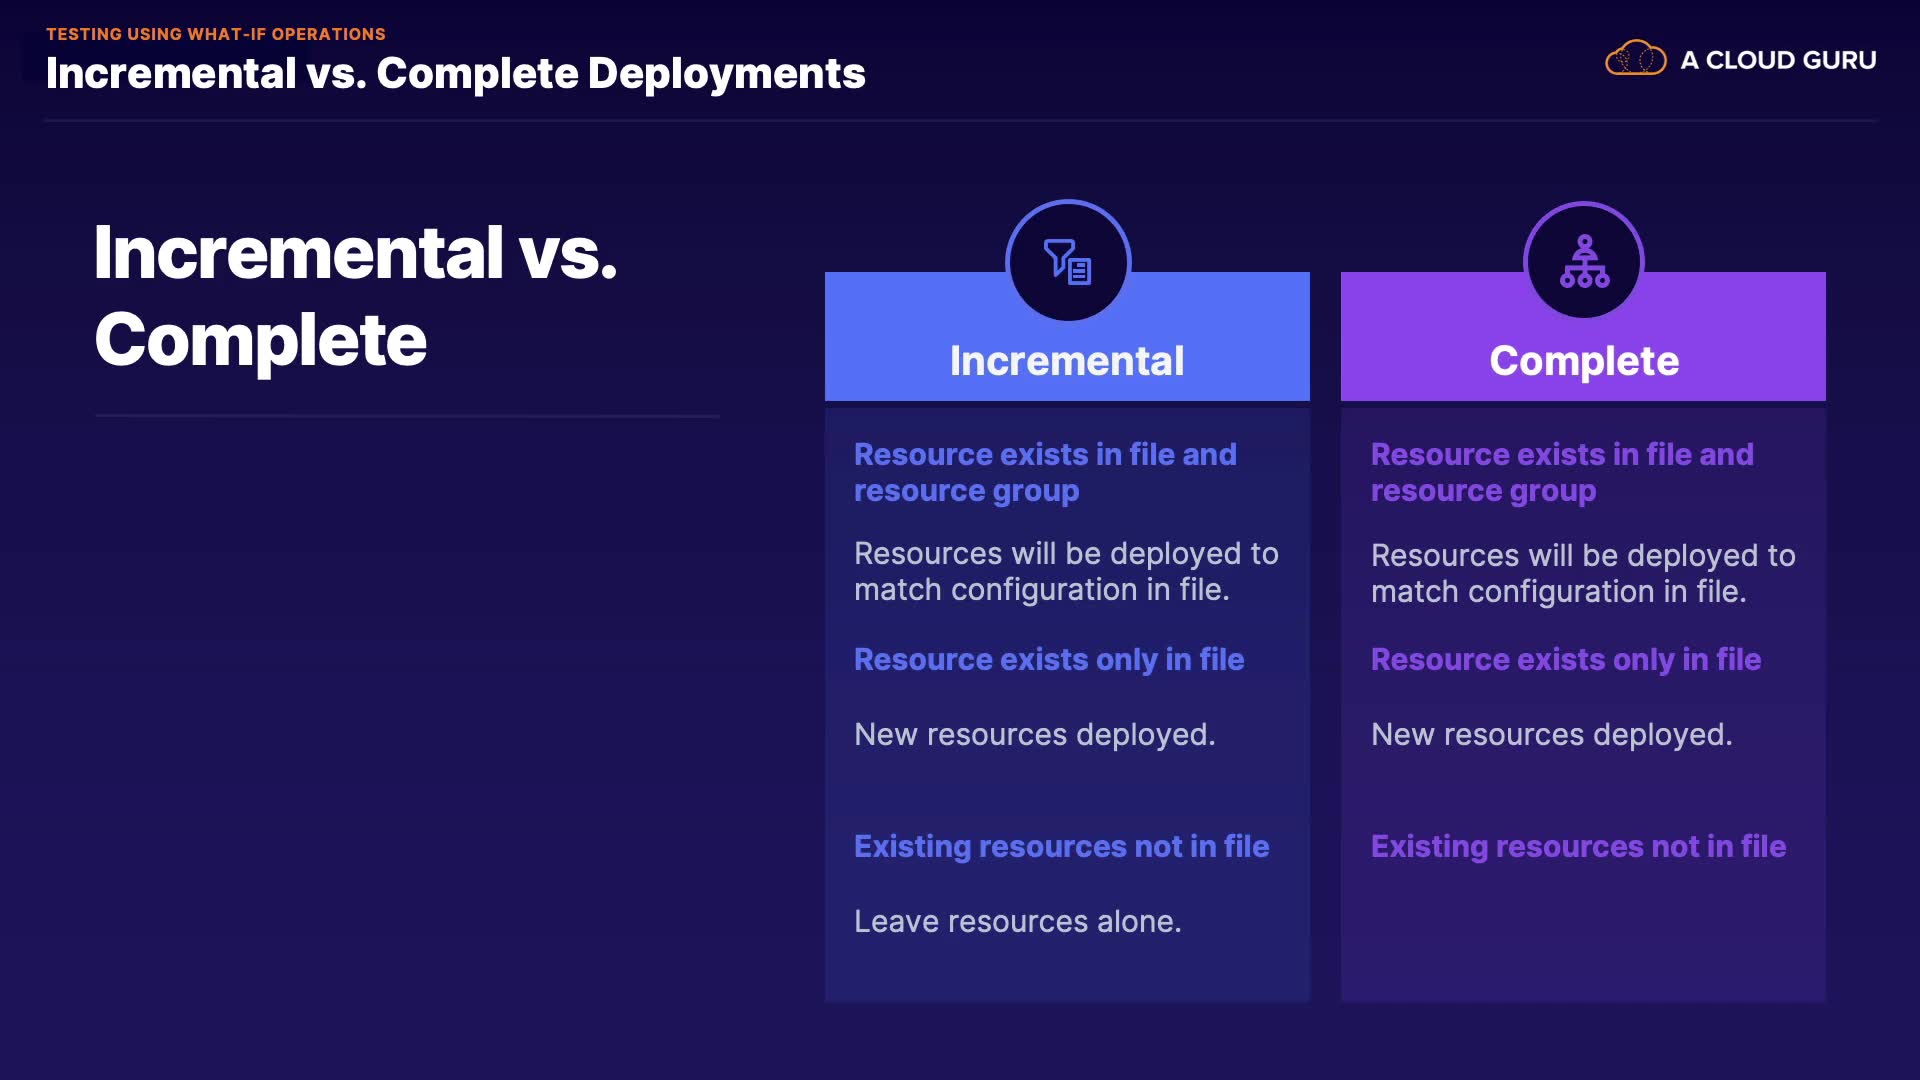 TESTING USING WHAT-IF OPERATIONS
Incremental vs. Complete Deployments
A CLOUD GURU
Incremental vs.
Complete
Incremental
Resource exists in file and
resource group
Resources will be deployed to
match configuration in file.
Resource exists only in file
New resources deployed.
Existing resources not in file
Leave resources alone.
Complete
Resource exists in file and
resource group
Resources will be deployed to
match configuration in file.
Resource exists only in file
New resources deployed.
Existing resources not in file